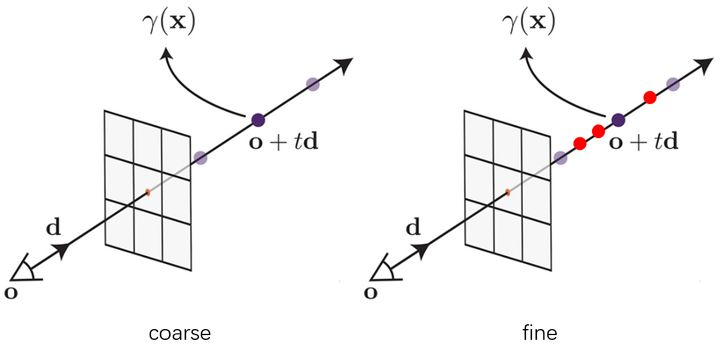 γ(x)
γ(x)
o + td
o + td
d
d
o
o
coarse
fine